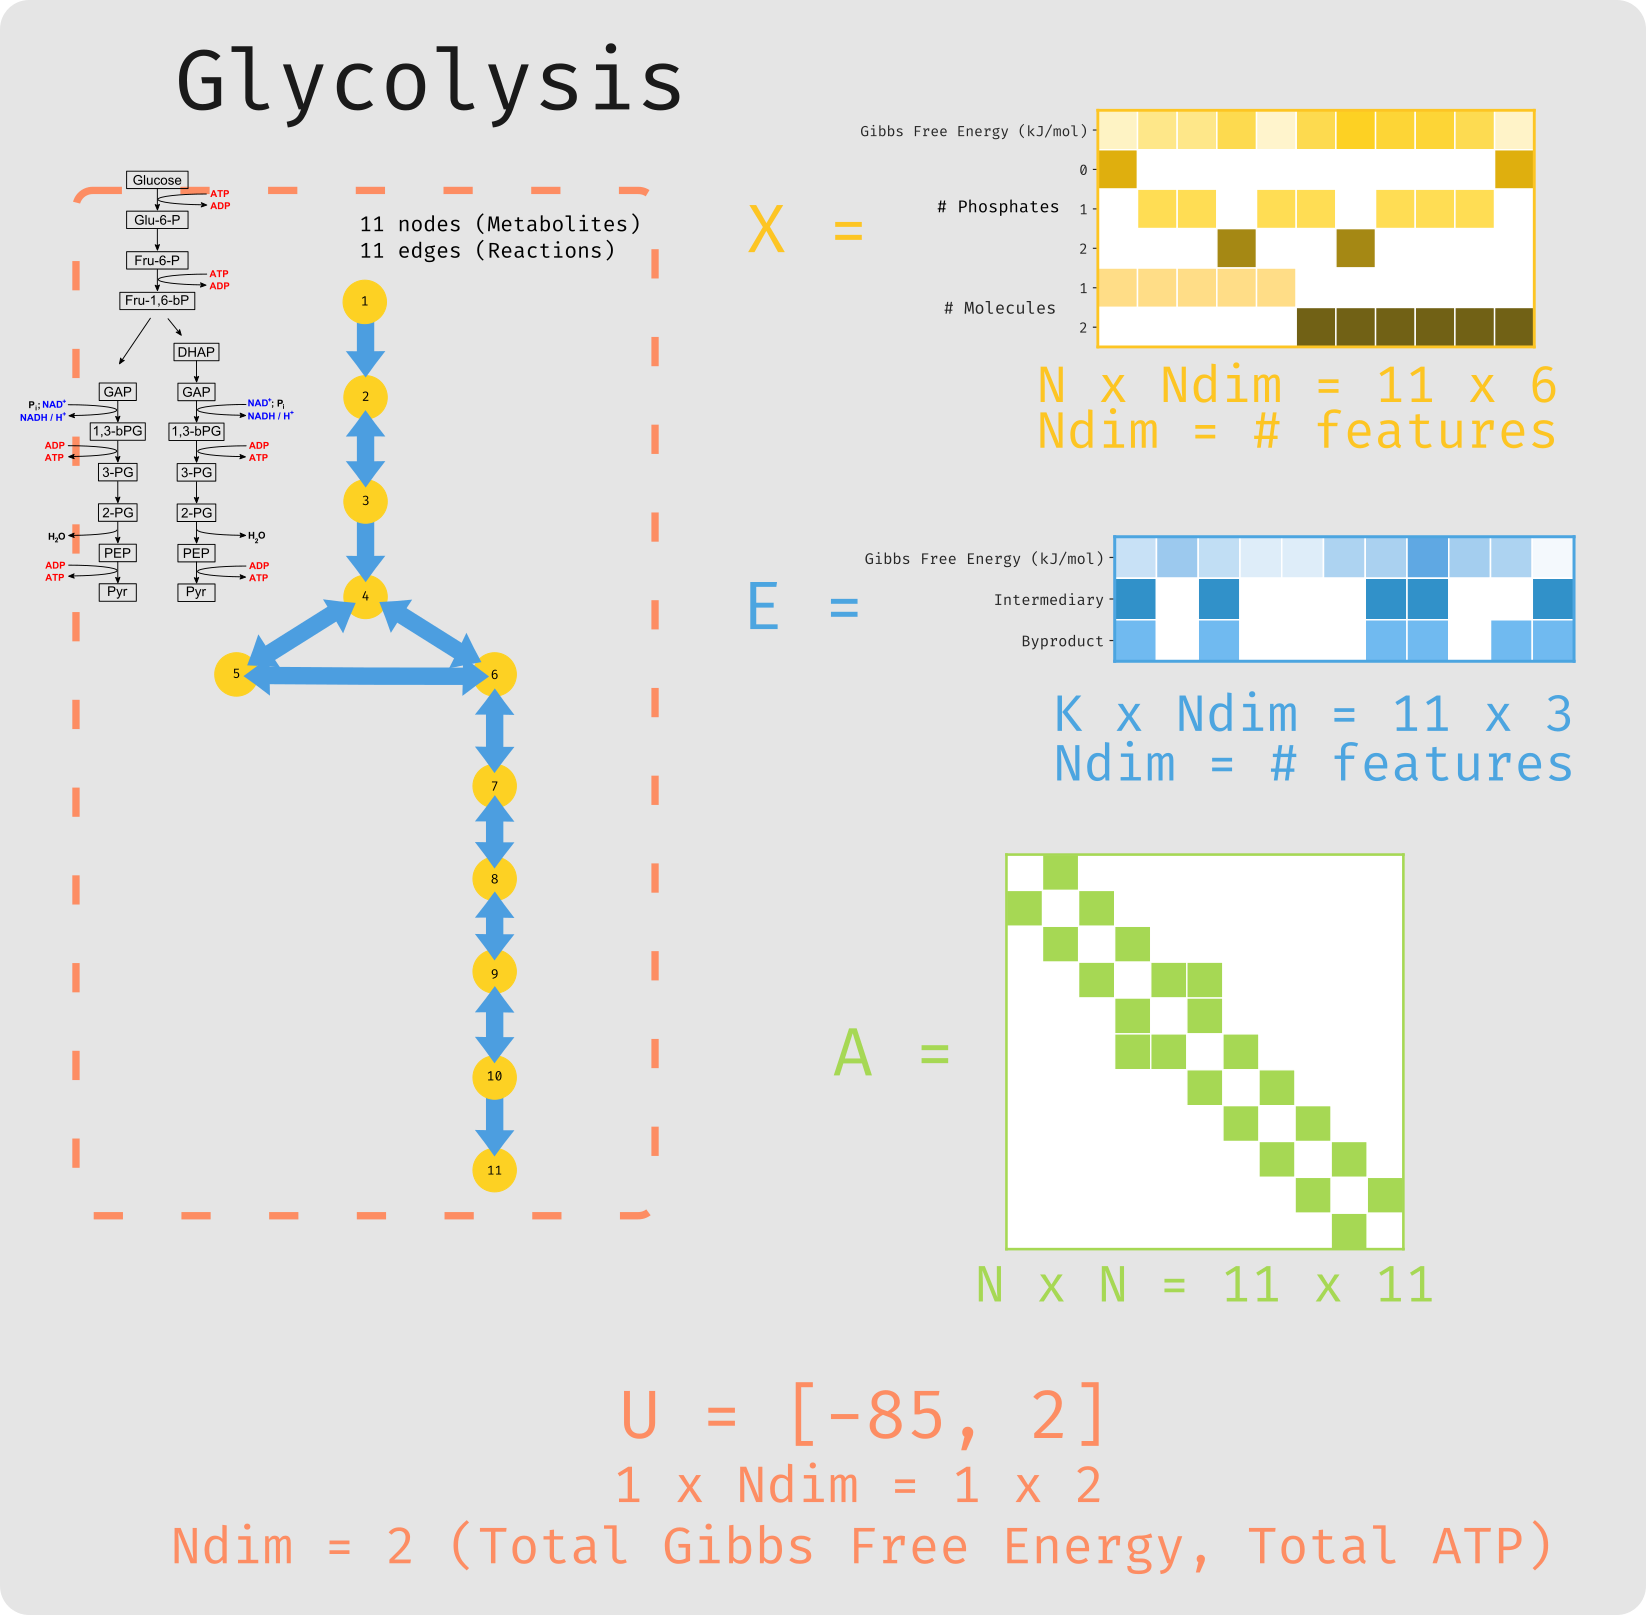 Glycolysis
Glucose
ATP
ADP
Glu-6-P
Fru-6-P
ATP
ADP
Fru-1,6-bP
DHAP
GAP
GAP
Pi; NAD+
NADH / H+
NAD+; Pi
NADH / H+
1,3-bPG
1,3-bPG
ADP
ATP
ADP
ATP
3-PG
3-PG
2-PG
2-PG
H2O
H2O
PEP
PEP
ADP
ATP
ADP
ATP
Pyr
Pyr
11 nodes (Metabolites)
11 edges (Reactions)
1
2
3
4
5
6
7
8
9
10
11
X =
Gibbs Free Energy (kJ/mol)
0
# Phosphates
1
2
1
# Molecules
2
N x Ndim = 11 x 6
Ndim = # features
E =
Gibbs Free Energy (kJ/mol)
Intermediary
Byproduct
K x Ndim = 11 x 3
Ndim = # features
A =
N x N = 11 x 11
U = [-85, 2]
1 x Ndim = 1 x 2
Ndim = 2 (Total Gibbs Free Energy, Total ATP)